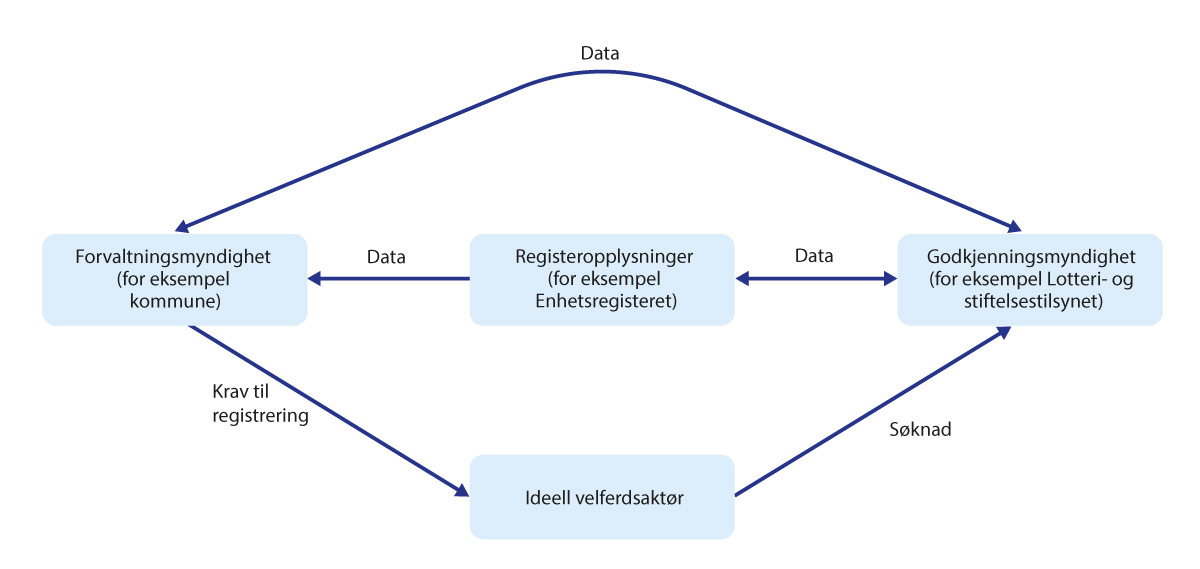 Data
Forvaltningsmyndighet
(for eksempel
kommune)
Data
Registeropplysninger
(for eksempel
Enhetsregisteret)
Data
Godkjenningsmyndighet
(for eksempel Lotteri- og
stiftelsestilsynet)
Krav til
registrering
Søknad
Ideell velferdsaktør